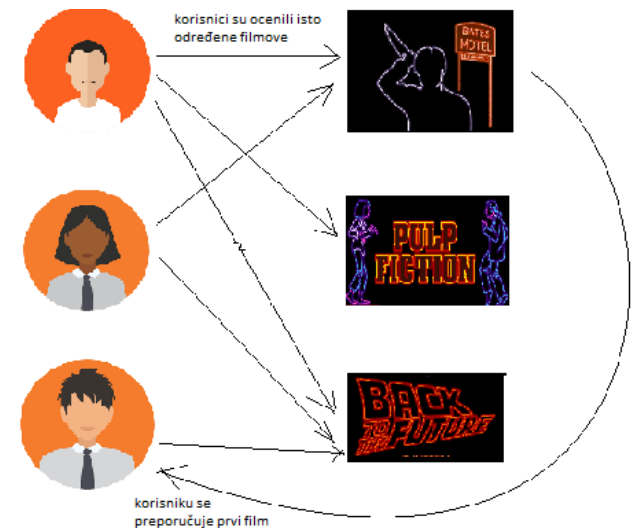 korisnici su ocenili isto
određene filmove
BATES
MOTEL
PULP
FICTION
BACK
TO THE FUTURE
korisniku se
preporučuje prvi film